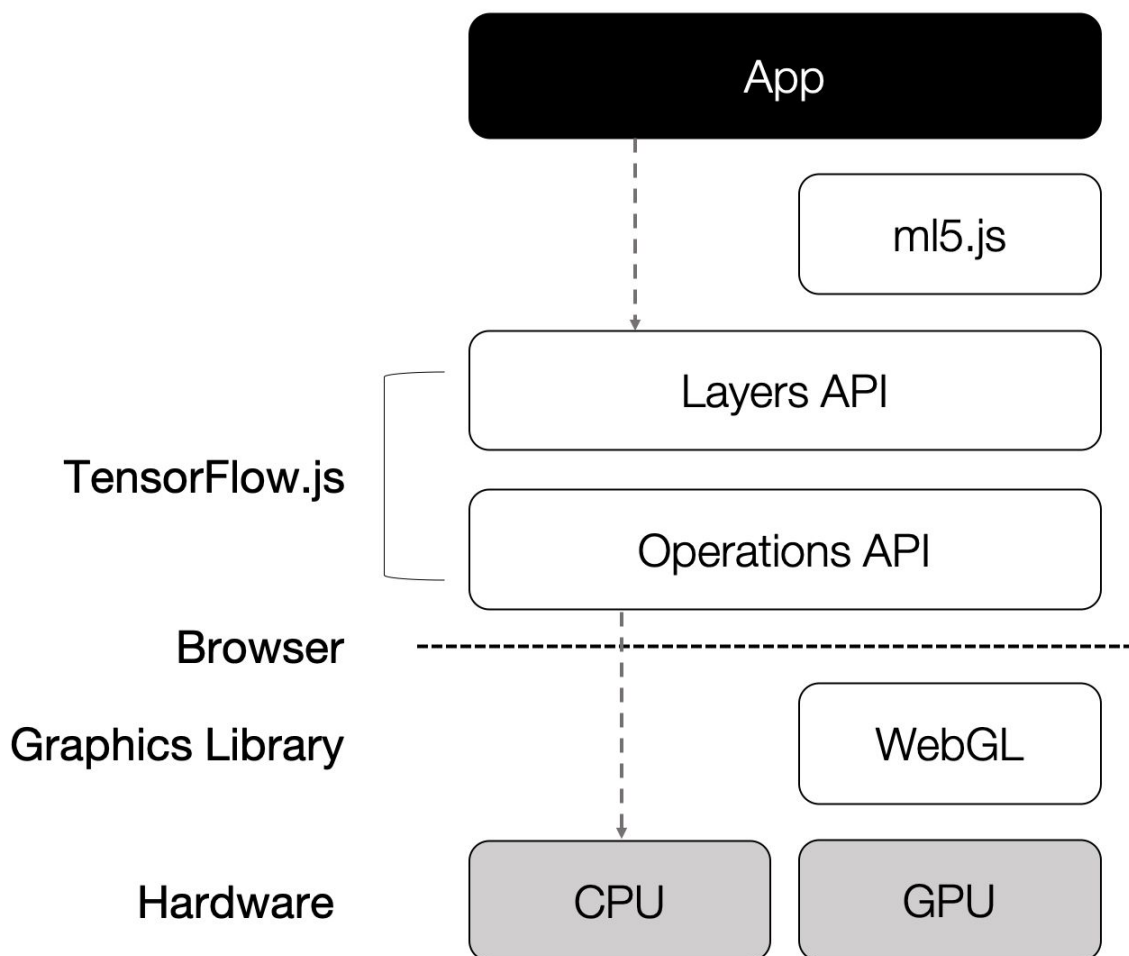 App
ml5.js
Layers API
TensorFlow.js
Operations API
Browser
Graphics Library
WebGL
Hardware
CPU
GPU